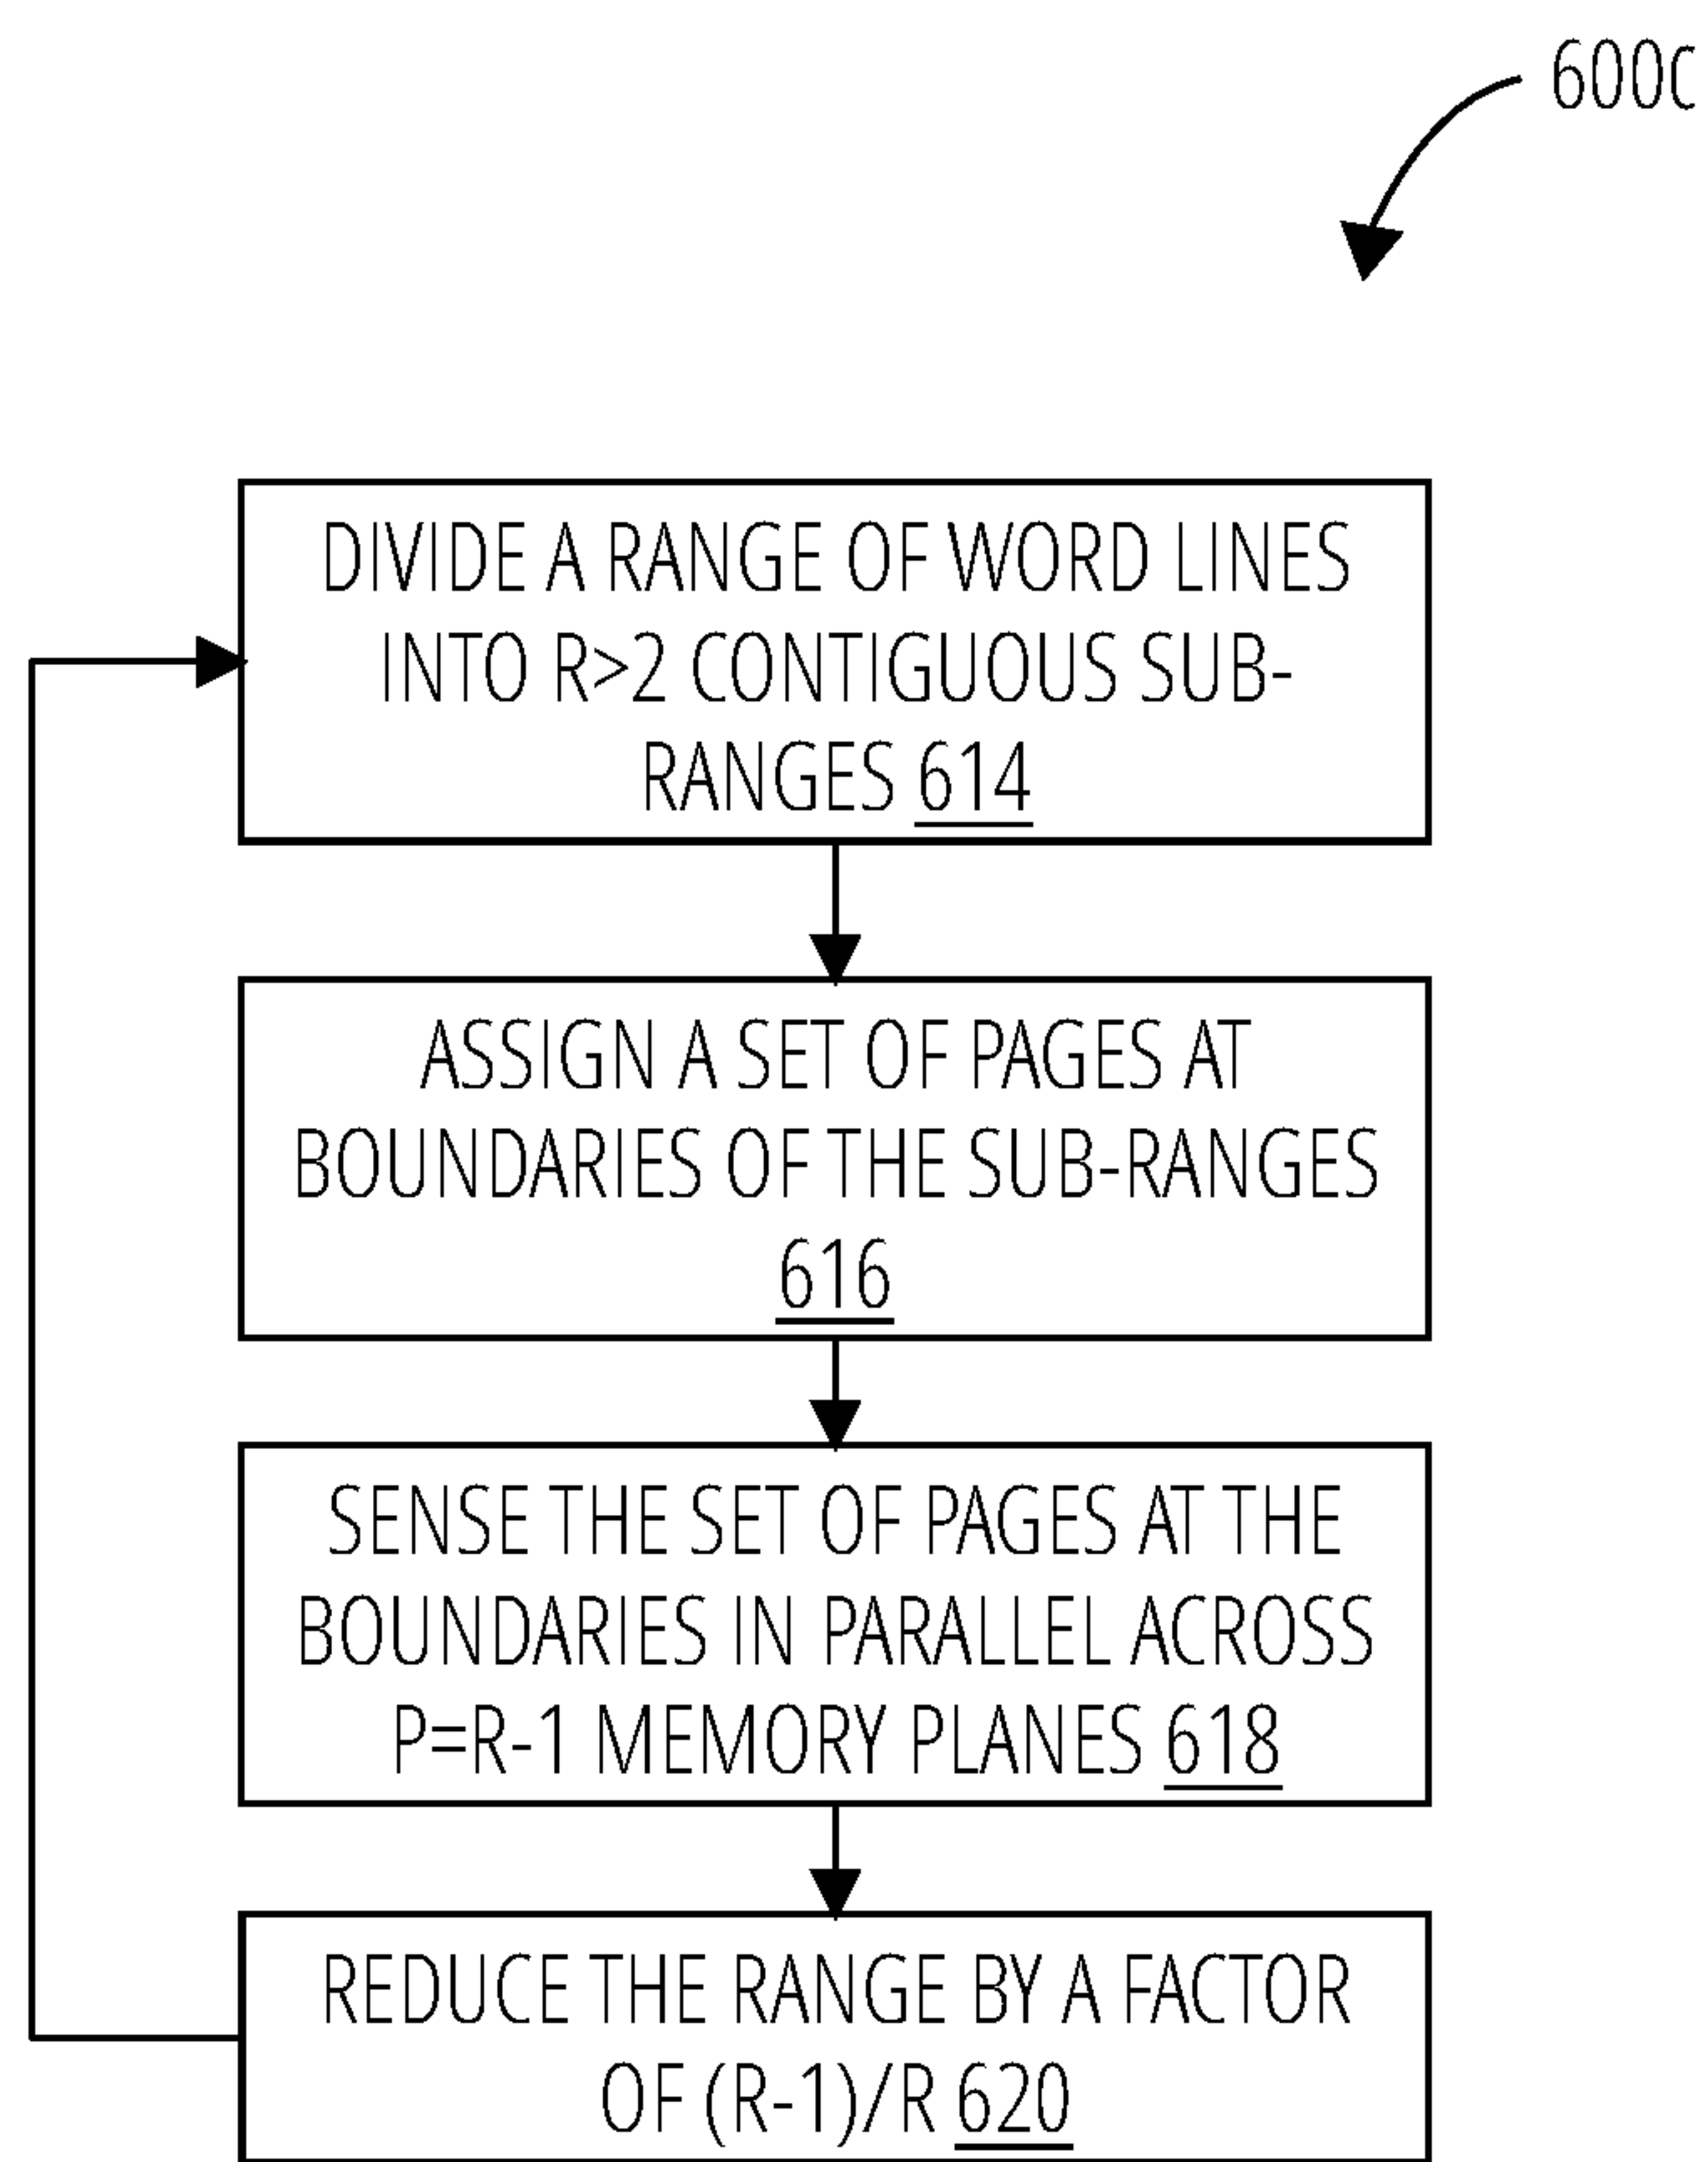 600C
DIVIDE A RANGE OF WORD LINES
INTO R>2 CONTIGUOUS SUB-
RANGES 614
ASSIGN A SET OF PAGES AT
BOUNDARIES OF THE SUB-RANGES
616
SENSE THE SET OF PAGES AT THE
BOUNDARIES IN PARALLEL ACROSS
P=R-1 MEMORY PLANES 618
REDUCE THE RANGE BY A FACTOR
OF (R-1)/R 620